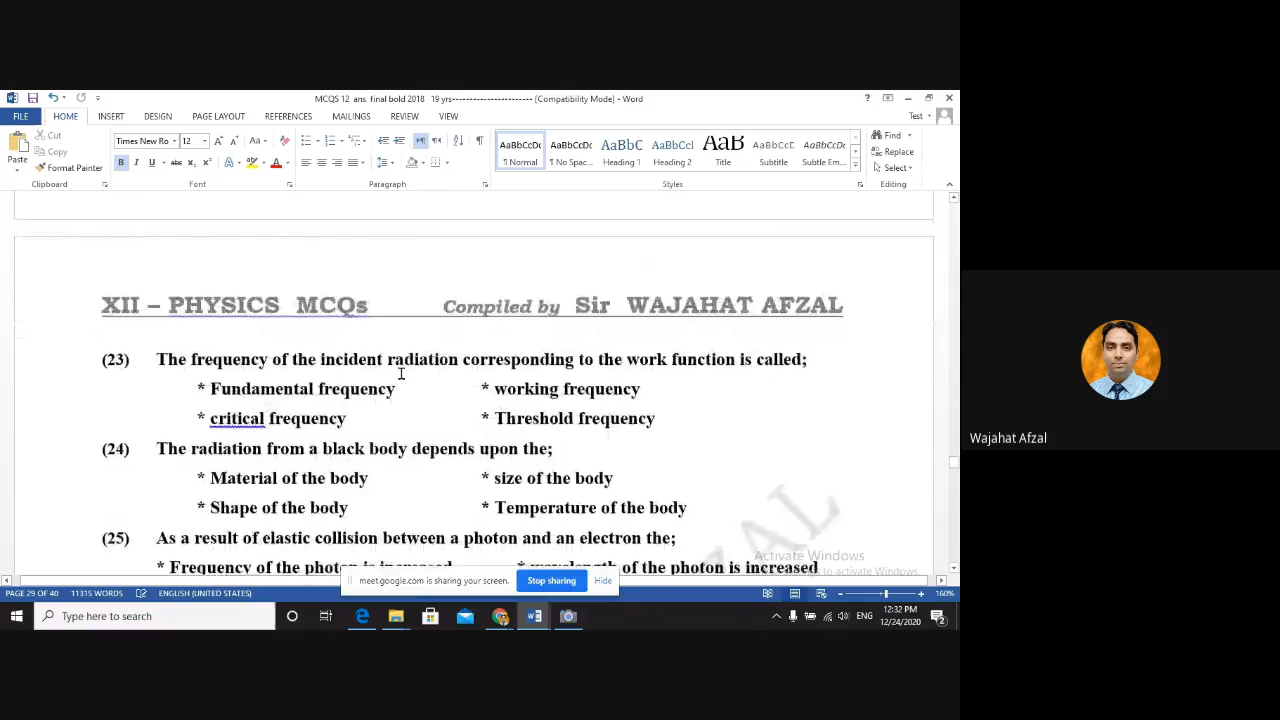 MCQS 12 ans final bold 2018 19 yrs------------------------ [Compatibility Mode] - Word
FILE HOME INSERT DESIGN PAGE LAYOUT REFERENCES MAILINGS REVIEW VIEW Test
Paste Cut Copy Format Painter
Times New Ro 12
AaBbCcDc AaBbCcDc AaBbC AaBbCcl AaB AaBbCcD AaBbCcDc
¶ Normal ¶ No Spac... Heading 1 Heading 2 Title Subtitle Subtle Em...
Find Replace Select
Clipboard Font Paragraph Styles Editing
XII – PHYSICS MCQs Compiled by Sir WAJAHAT AFZAL
(23) The frequency of the incident radiation corresponding to the work function is called;
* Fundamental frequency * working frequency
* critical frequency * Threshold frequency
(24) The radiation from a black body depends upon the;
* Material of the body * size of the body
* Shape of the body * Temperature of the body
(25) As a result of elastic collision between a photon and an electron the;
* Frequency of the photon is increased * wavelength of the photon is increased
Activate Windows
to activate Windows.
meet.google.com is sharing your screen. Stop sharing Hide
PAGE 29 OF 40 11315 WORDS ENGLISH (UNITED STATES) 160%
Type here to search
ENG 12:32 PM
12/24/2020
2
Wajahat Afzal